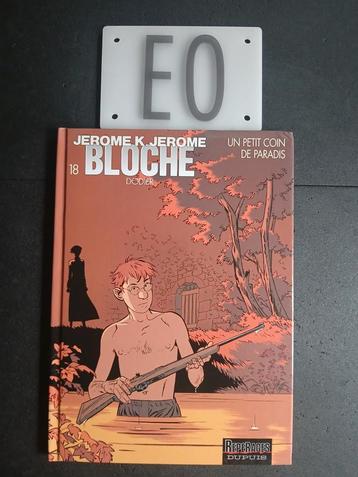 EO
JEROME K. JEROME
BLOCHE
18
DODIER
UN PETIT COIN
DE PARADIS
REPERAGES
DUPUIS